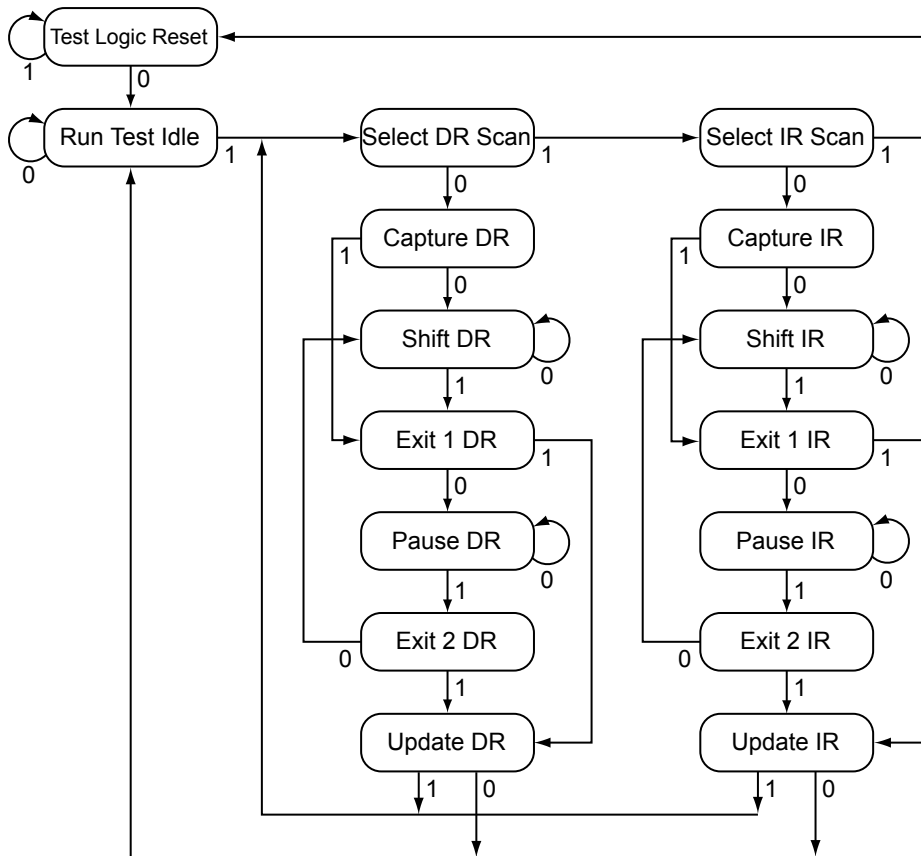 Test Logic Reset
1
0
Run Test Idle
0
1
Select DR Scan
1
Select IR Scan
1
0
0
Capture DR
Capture IR
1
1
0
0
Shift DR
Shift IR
0
0
1
1
Exit 1 DR
Exit 1 IR
1
1
0
0
Pause DR
Pause IR
0
0
1
1
Exit 2 DR
Exit 2 IR
0
0
1
1
Update DR
Update IR
1
0
1
0